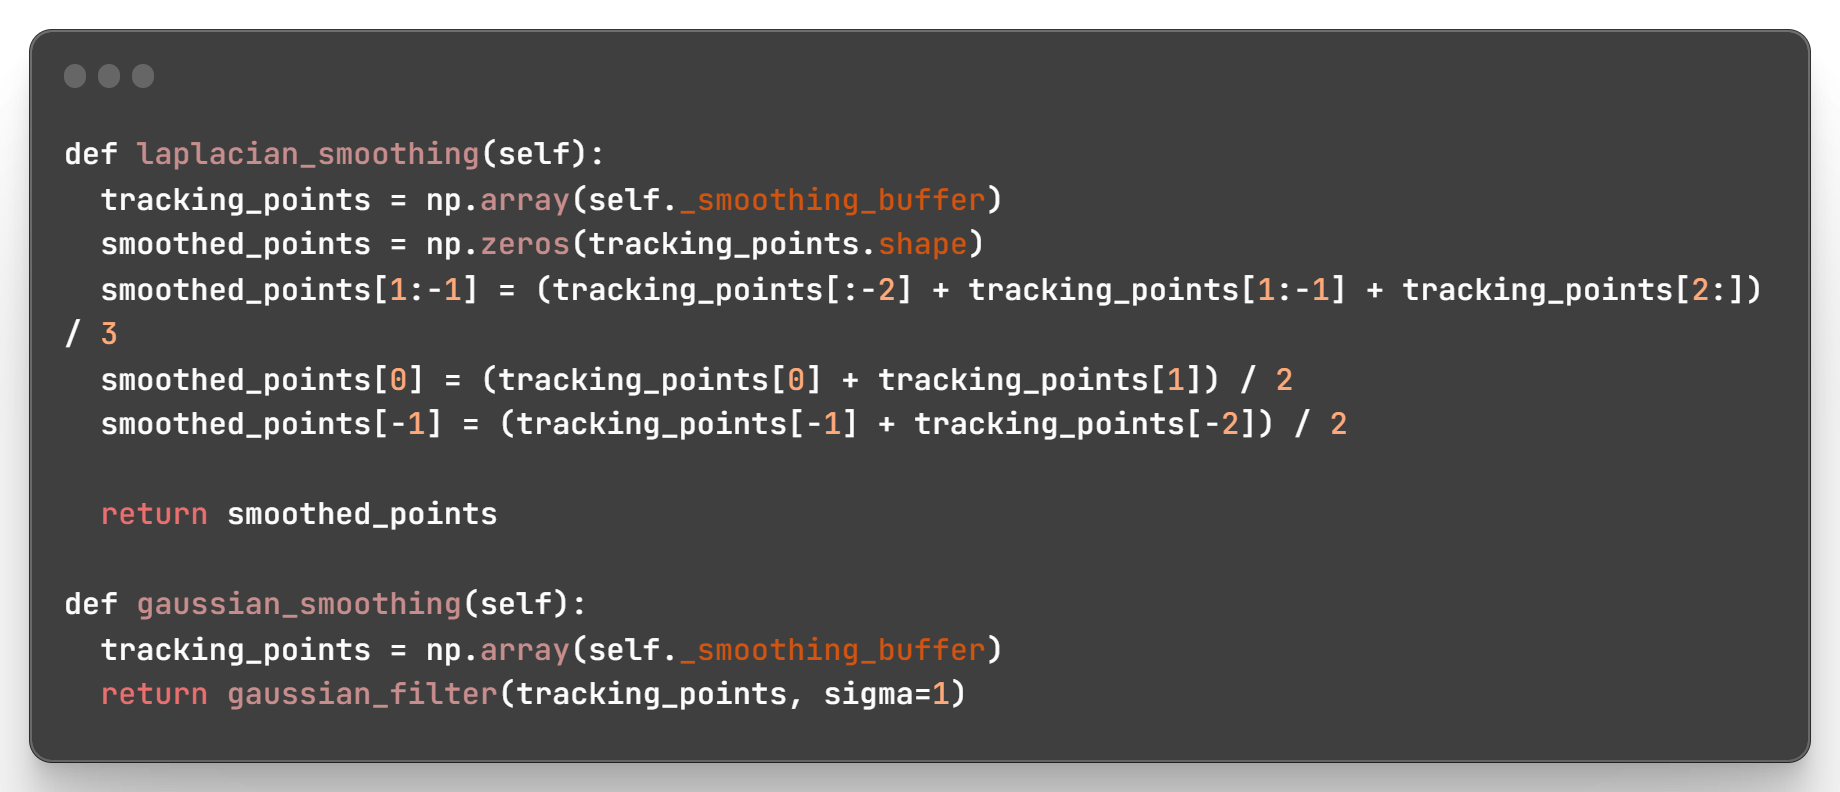 def laplacian_smoothing(self):
  tracking_points = np.array(self._smoothing_buffer)
  smoothed_points = np.zeros(tracking_points.shape)
  smoothed_points[1:-1] = (tracking_points[:-2] + tracking_points[1:-1] + tracking_points[2:])
/ 3
  smoothed_points[0] = (tracking_points[0] + tracking_points[1]) / 2
  smoothed_points[-1] = (tracking_points[-1] + tracking_points[-2]) / 2

  return smoothed_points

def gaussian_smoothing(self):
  tracking_points = np.array(self._smoothing_buffer)
  return gaussian_filter(tracking_points, sigma=1)